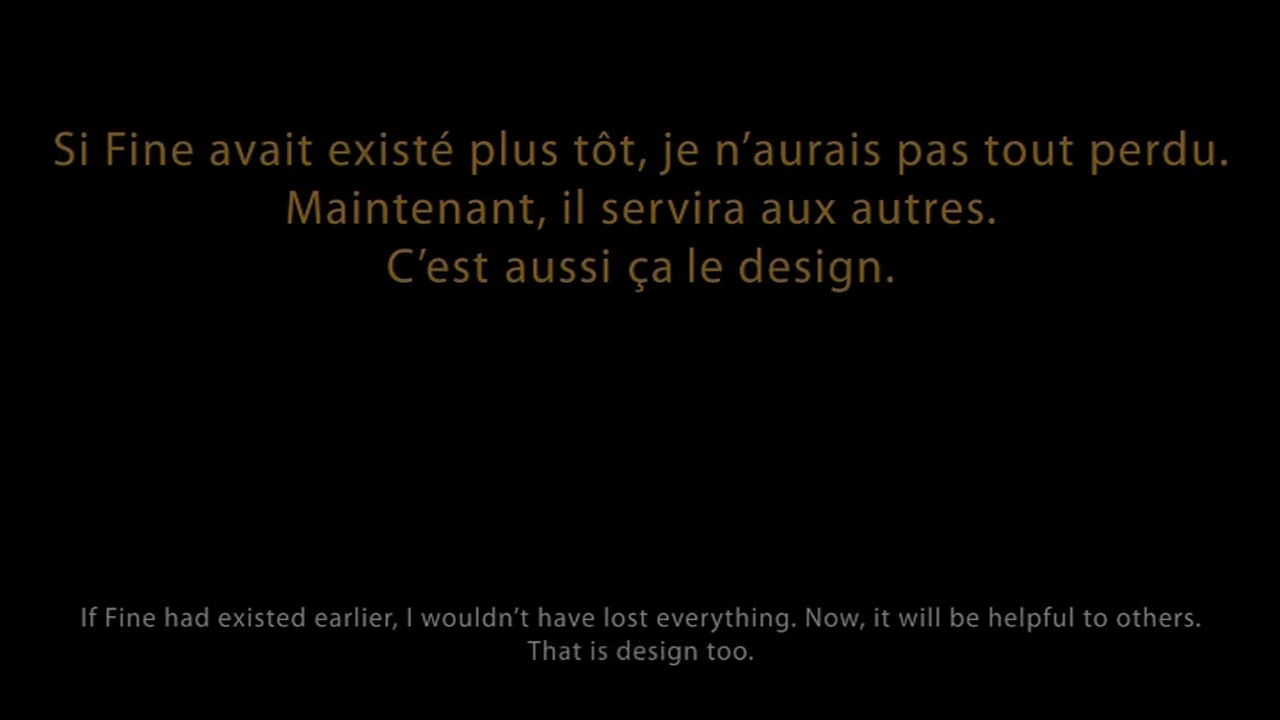 Si Fine avait existé plus tôt, je n’aurais pas tout perdu.
Maintenant, il servira aux autres.
C’est aussi ça le design.
If Fine had existed earlier, I wouldn’t have lost everything. Now, it will be helpful to others.
That is design too.